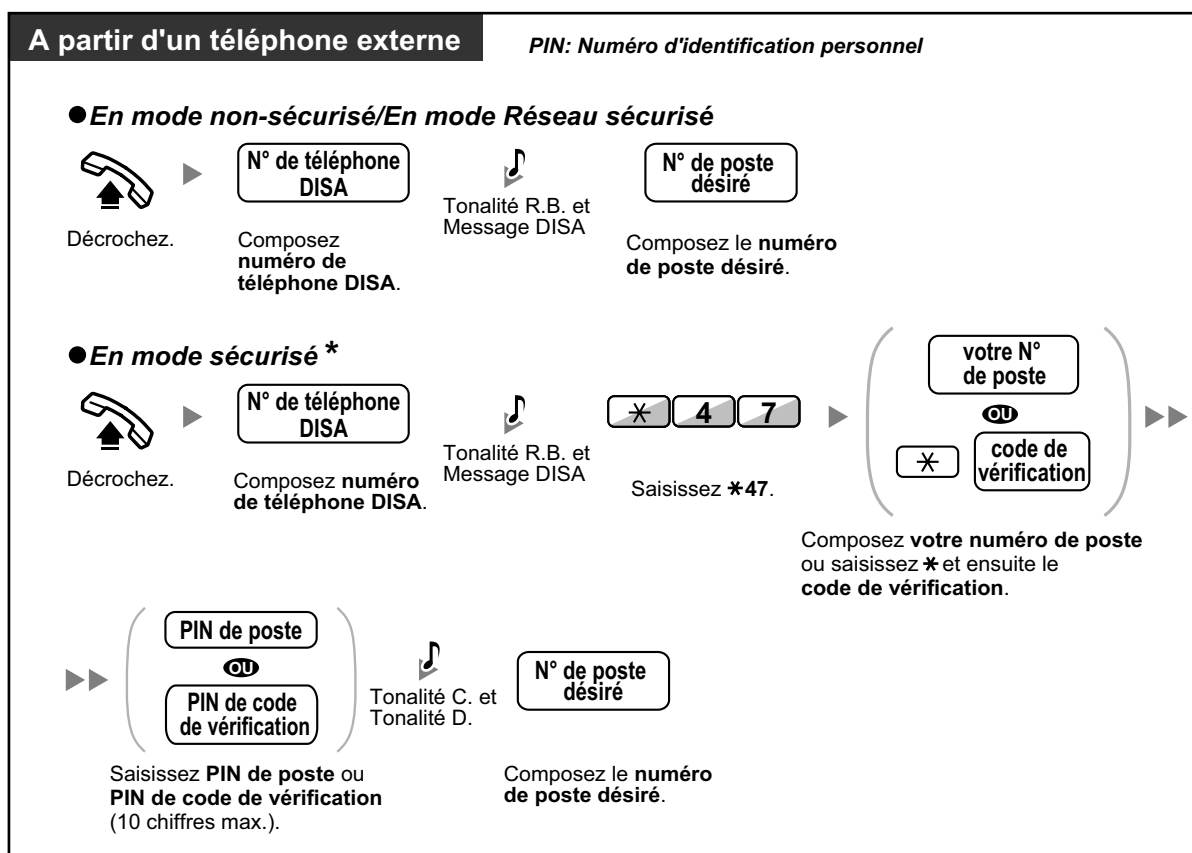 A partir d'un téléphone externe
PIN: Numéro d'identification personnel
●En mode non-sécurisé/En mode Réseau sécurisé
N° de téléphone
DISA
N° de poste
désiré
Décrochez.
Composez
numéro de
téléphone DISA.
Tonalité R.B. et
Message DISA
Composez le numéro
de poste désiré.
●En mode sécurisé *
N° de téléphone
DISA
* 4 7
votre N°
de poste
OU
* code de
vérification
Décrochez.
Composez numéro
de téléphone DISA.
Tonalité R.B. et
Message DISA
Saisissez *47.
Composez votre numéro de poste
ou saisissez * et ensuite le
code de vérification.
PIN de poste
OU
PIN de code
de vérification
Tonalité C. et
Tonalité D.
N° de poste
désiré
Saisissez PIN de poste ou
PIN de code de vérification
(10 chiffres max.).
Composez le numéro
de poste désiré.